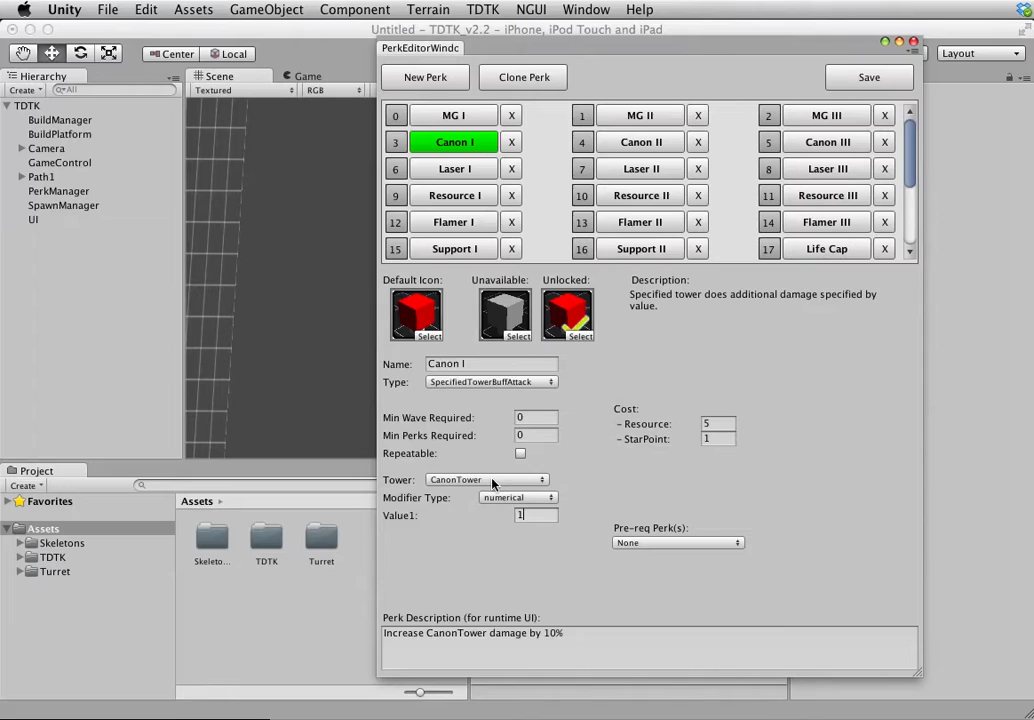 Unity File Edit Assets GameObject Component Terrain TDTK NGUI Window Help
Untitled - TDTK_v2.2 - iPhone, iPod Touch and iPad
Center Local Layout
PerkEditorWindc
New Perk Clone Perk Save
Hierarchy
Create All
TDTK
BuildManager
BuildPlatform
Camera
GameControl
Path1
PerkManager
SpawnManager
UI
Scene Game
Textured RGB
0 MG I X 1 MG II X 2 MG III X
3 Canon I X 4 Canon II X 5 Canon III X
6 Laser I X 7 Laser II X 8 Laser III X
9 Resource I X 10 Resource II X 11 Resource III X
12 Flamer I X 13 Flamer II X 14 Flamer III X
15 Support I X 16 Support II X 17 Life Cap X
Default Icon: Unavailable: Unlocked: Description:
Specified tower does additional damage specified by
value.
Select Select Select
Name: Canon I
Type: SpecifiedTowerBuffAttack
Min Wave Required: 0
Min Perks Required: 0
Repeatable:
Cost:
- Resource: 5
- StarPoint: 1
Tower: CanonTower
Modifier Type: numerical
Value1: 1
Pre-req Perk(s):
None
Perk Description (for runtime UI):
Increase CanonTower damage by 10%
Project
Create
Favorites
Assets
Skeletons
TDTK
Turret
Assets
Skeleto... TDTK Turret